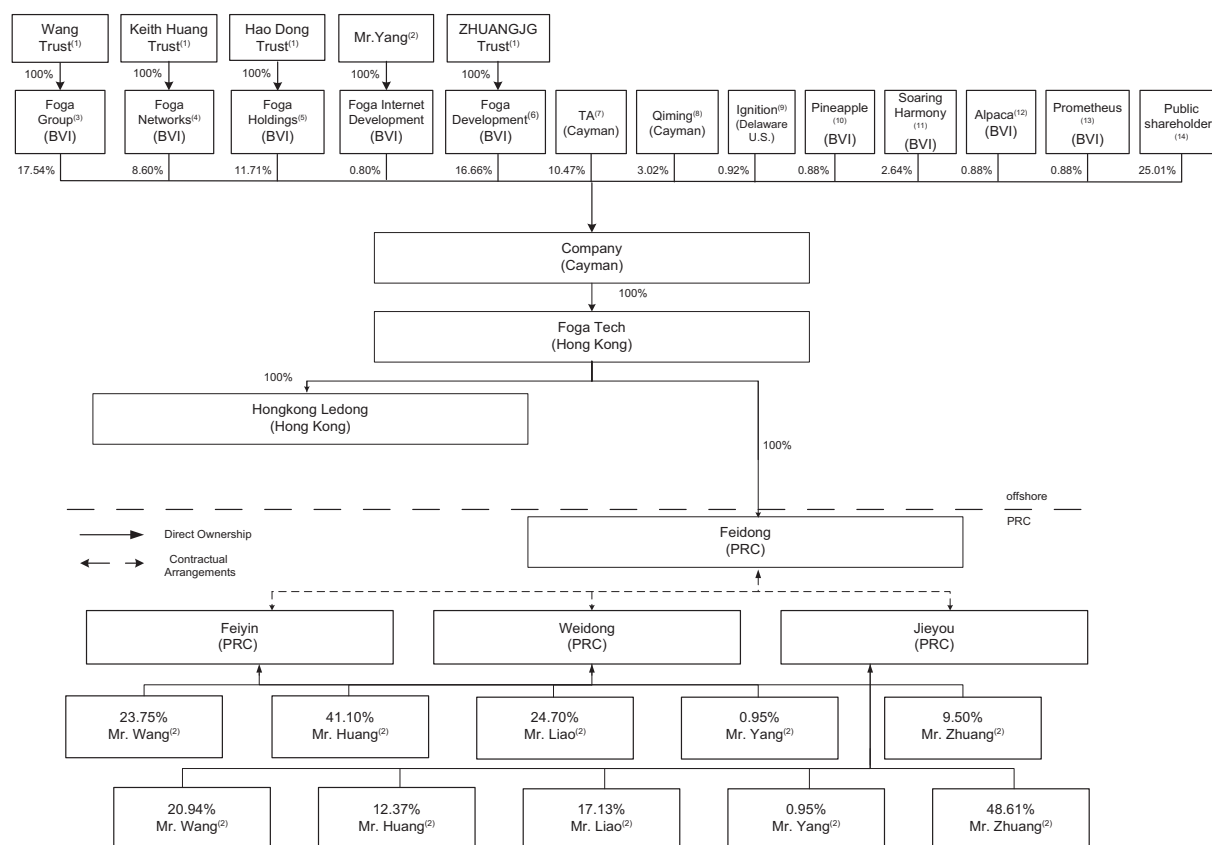 Wang
Trust(1)
Keith Huang
Trust(1)
Hao Dong
Trust(1)
Mr.Yang(2)
ZHUANGJG
Trust(1)
100%
100%
100%
100%
100%
Foga
Group(3)
(BVI)
Foga
Networks(4)
(BVI)
Foga
Holdings(5)
(BVI)
Foga Internet
Development
(BVI)
Foga
Development(6)
(BVI)
TA(7)
(Cayman)
Qiming(8)
(Cayman)
Ignition(9)
(Delaware
U.S.)
Pineapple
(10)
(BVI)
Soaring
Harmony
(11)
(BVI)
Alpaca(12)
(BVI)
Prometheus
(13)
(BVI)
Public
shareholder
(14)
17.54%
8.60%
11.71%
0.80%
16.66%
10.47%
3.02%
0.92%
0.88%
2.64%
0.88%
0.88%
25.01%
Company
(Cayman)
100%
Foga Tech
(Hong Kong)
100%
Hongkong Ledong
(Hong Kong)
100%
offshore
PRC
Direct Ownership
Contractual
Arrangements
Feidong
(PRC)
Feiyin
(PRC)
Weidong
(PRC)
Jieyou
(PRC)
23.75%
Mr. Wang(2)
41.10%
Mr. Huang(2)
24.70%
Mr. Liao(2)
0.95%
Mr. Yang(2)
9.50%
Mr. Zhuang(2)
20.94%
Mr. Wang(2)
12.37%
Mr. Huang(2)
17.13%
Mr. Liao(2)
0.95%
Mr. Yang(2)
48.61%
Mr. Zhuang(2)